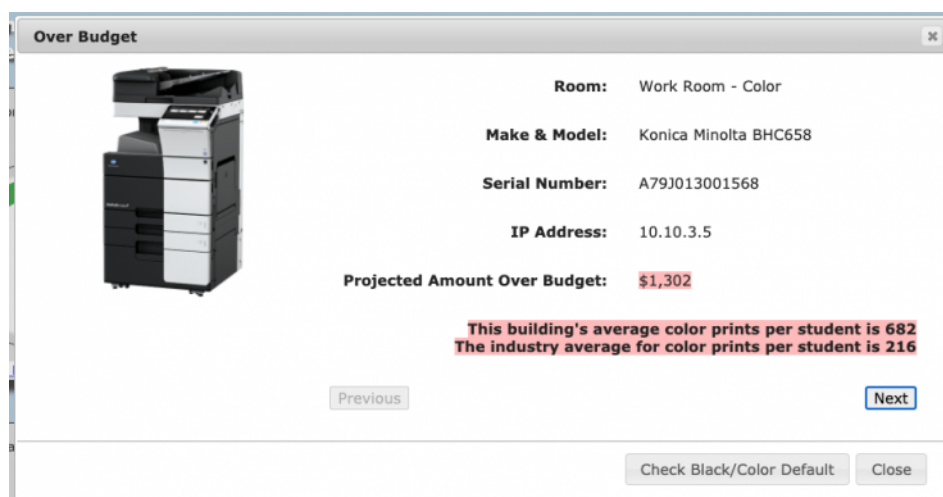 Over Budget
Room: Work Room - Color
Make & Model: Konica Minolta BHC658
Serial Number: A79J013001568
IP Address: 10.10.3.5
Projected Amount Over Budget: $1,302
This building's average color prints per student is 682
The industry average for color prints per student is 216
Previous
Next
Check Black/Color Default
Close